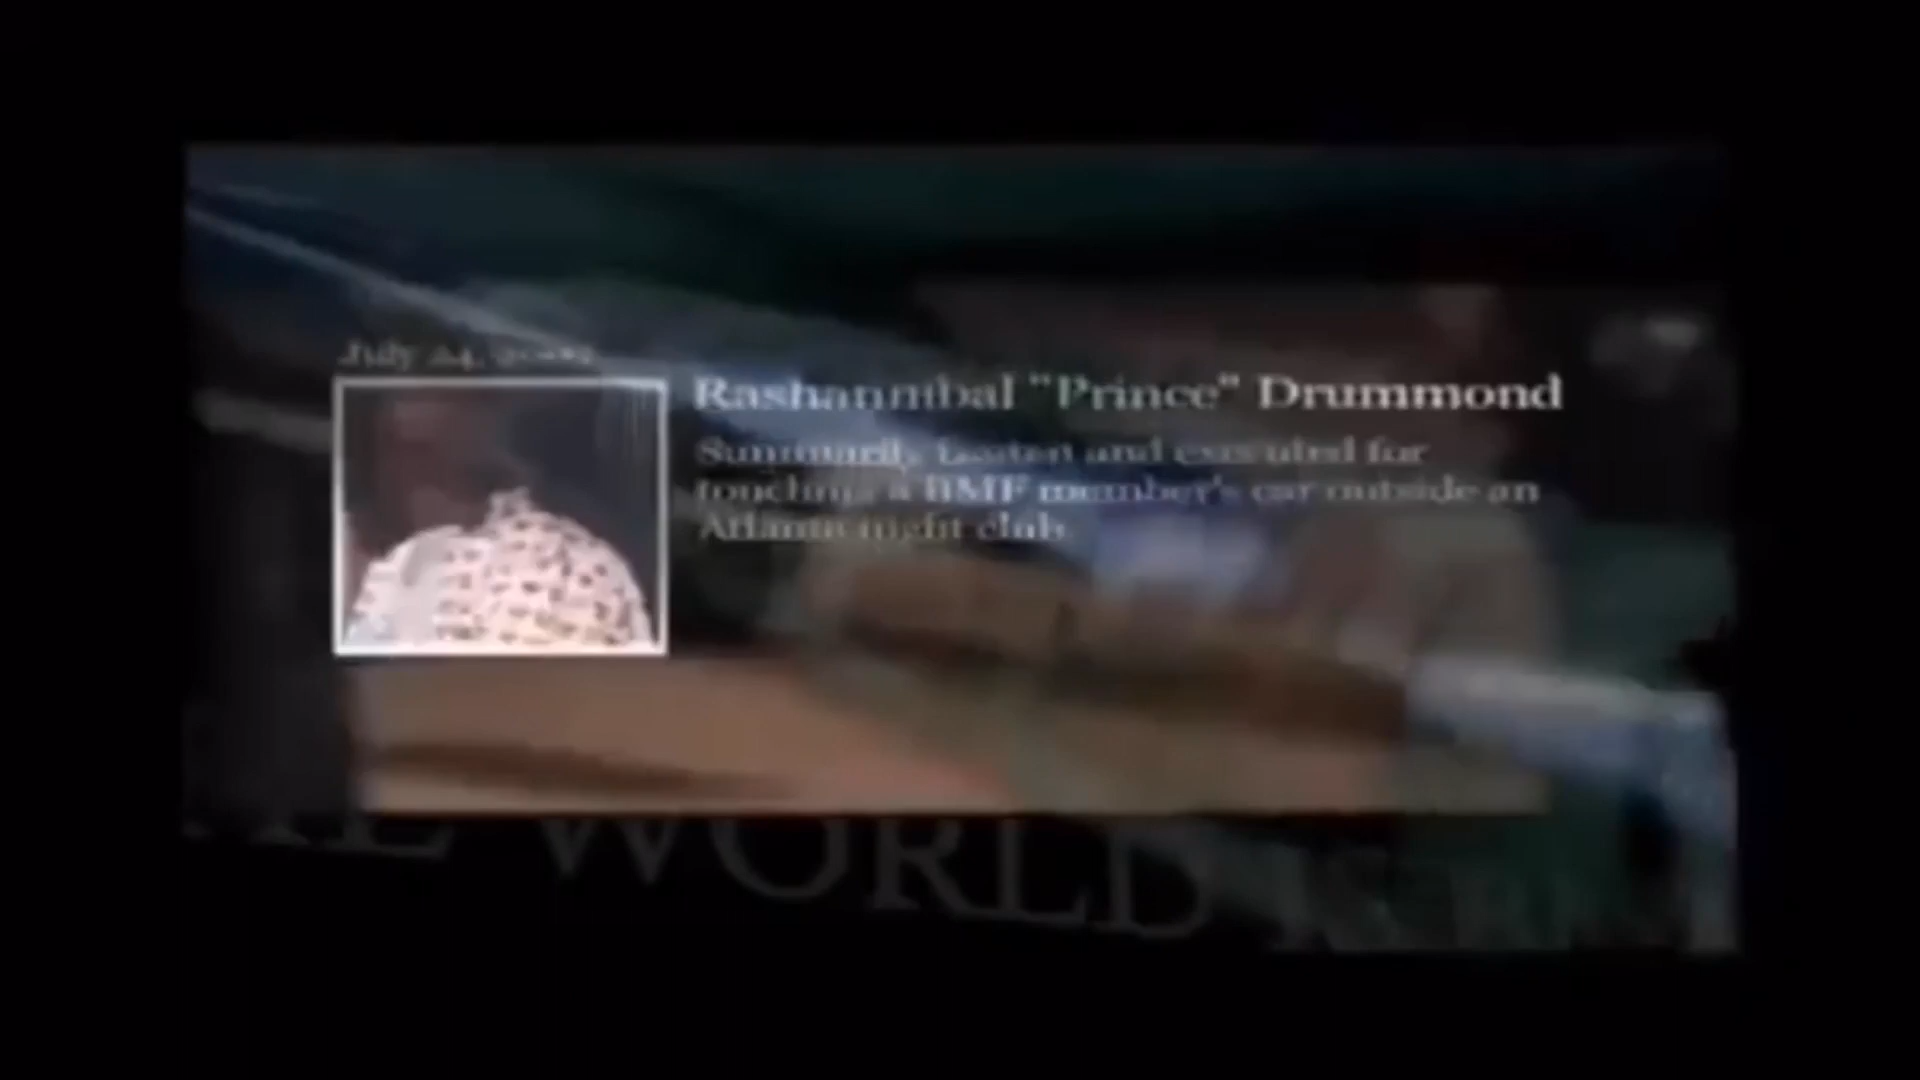 July 24,
Rashannibal "Prince" Drummond
Summarily beaten and executed for
touching a BMF member's car outside an
Atlanta night club.
WORLD